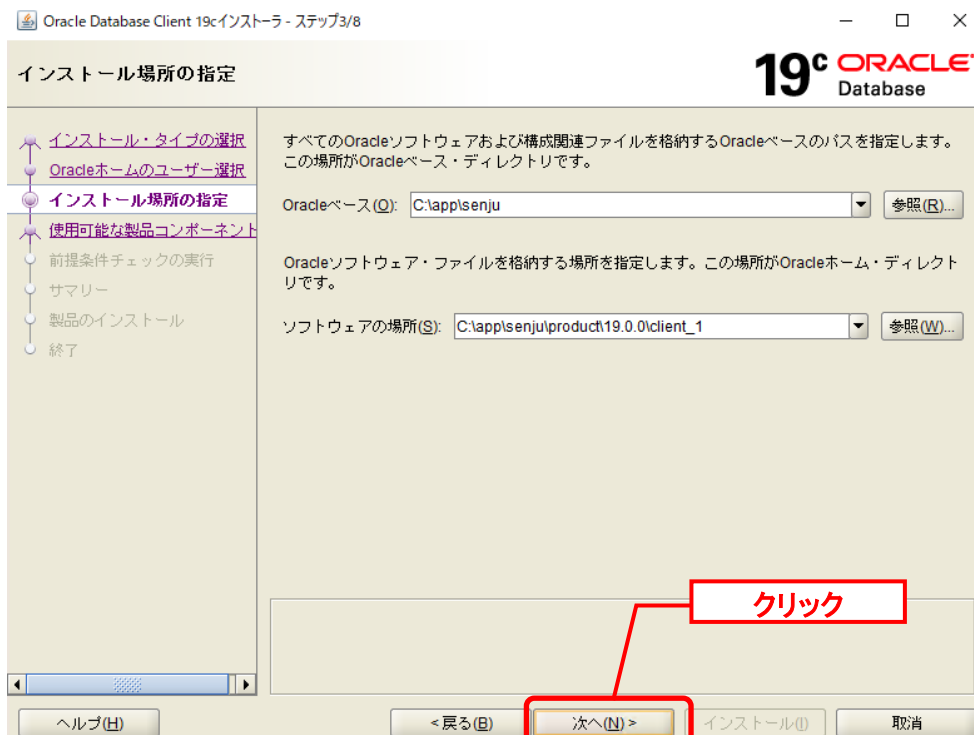 Oracle Database Client 19cインストーラ - ステップ3/8
インストール場所の指定
19c ORACLE
Database
インストール・タイプの選択
Oracleホームのユーザー選択
インストール場所の指定
使用可能な製品コンポーネント
前提条件チェックの実行
サマリー
製品のインストール
終了
すべてのOracleソフトウェアおよび構成関連ファイルを格納するOracleベースのパスを指定します。
この場所がOracleベース・ディレクトリです。
Oracleベース(O): C:\app\senju 参照(R)...
Oracleソフトウェア・ファイルを格納する場所を指定します。この場所がOracleホーム・ディレクト
リです。
ソフトウェアの場所(S): C:\app\senju\product\19.0.0\client_1 参照(W)...
クリック
ヘルプ(H) <戻る(B) 次へ(N)> インストール(I) 取消